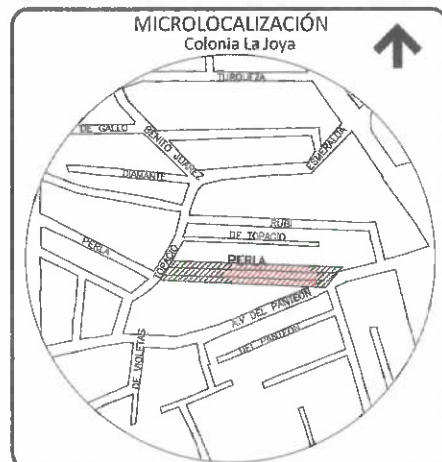 MICROLOCALIZACIÓN
Colonia La Joya
TURQUEZA
DE GALLO
BENITO JUAREZ
ESMERALDA
DIAMANTE
RUBI
DE TOPACIO
PERLA
PERLA
TOPACIO
AV DEL PANTEON
DEL PANTEON
DE VIOLETAS